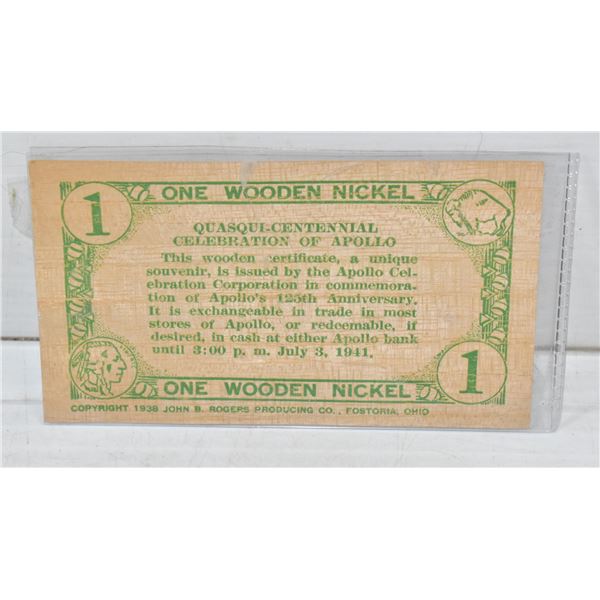 1 ONE WOODEN NICKEL
QUASQUI-CENTENNIAL
CELEBRATION OF APOLLO
This wooden certificate, a unique
souvenir, is issued by the Apollo Cel-
ebration Corporation in commemora-
tion of Apollo's 125th Anniversary.
It is exchangeable in trade in most
stores of Apollo, or redeemable, if
desired, in cash at either Apollo bank
until 3:00 p. m. July 3, 1941.
ONE WOODEN NICKEL 1
COPYRIGHT 1938 JOHN B. ROGERS PRODUCING CO., FOSTORIA, OHIO